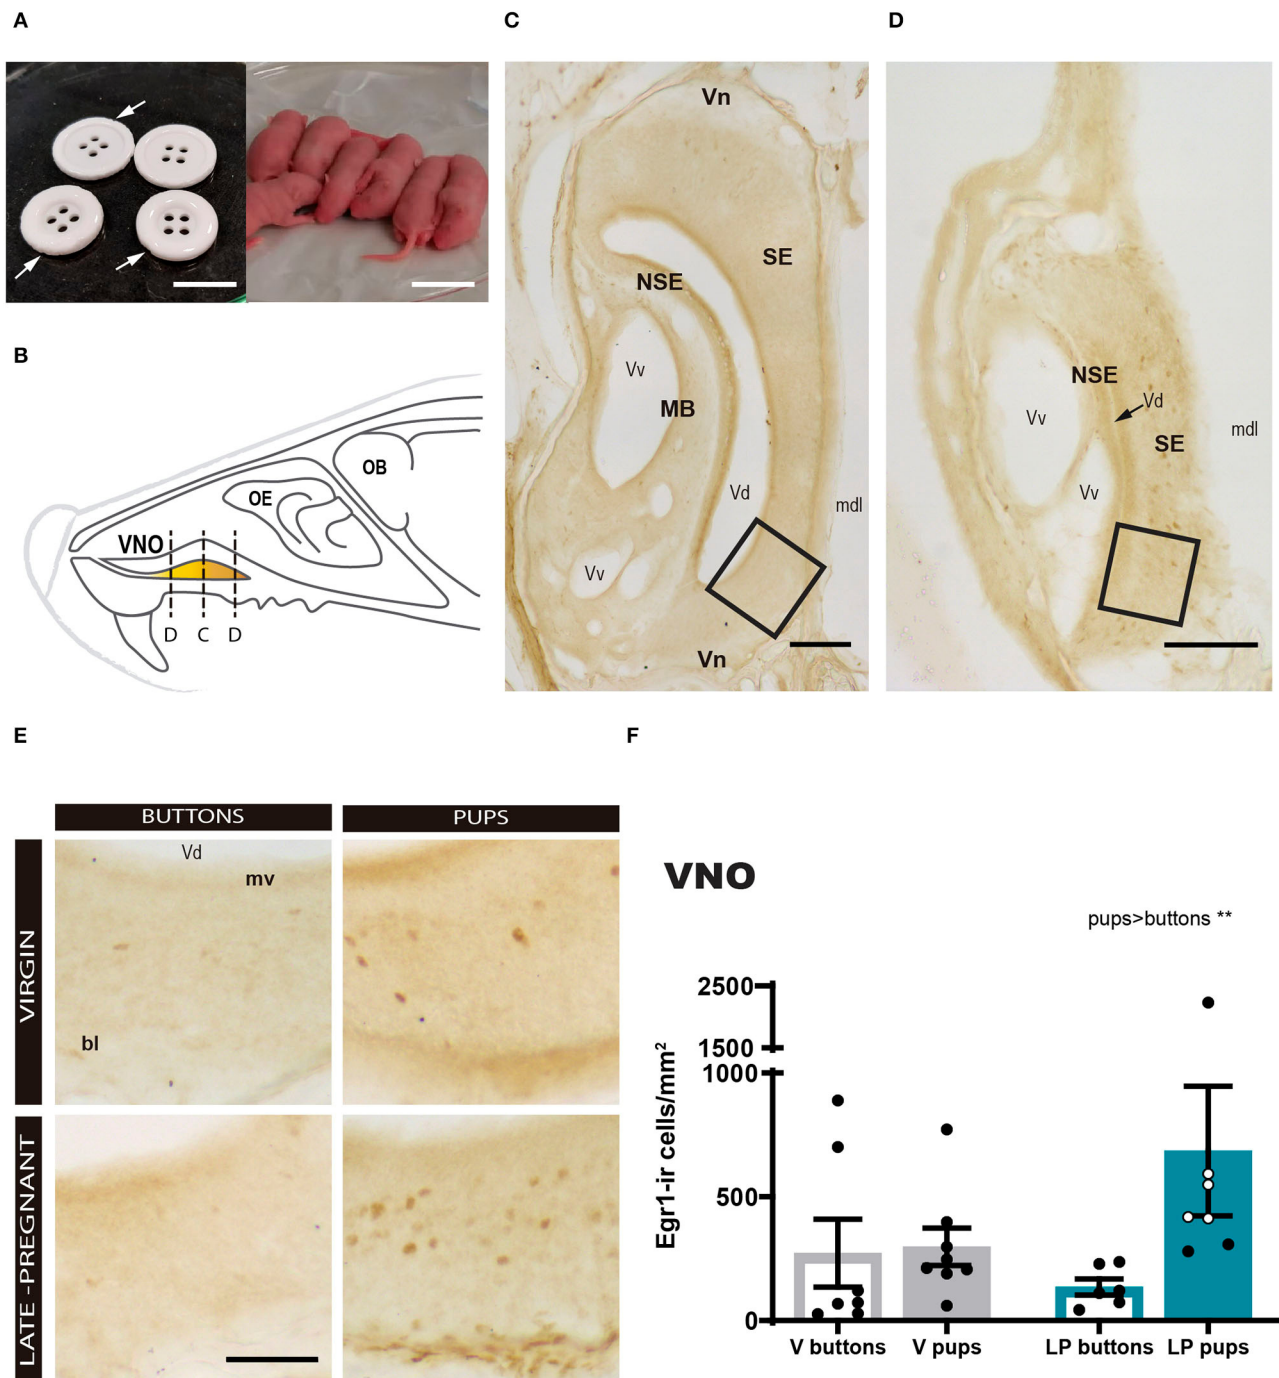 A
C
D
Vn
SE
NSE
Vv
MB
Vd
mdl
Vv
Vn
NSE
Vd
Vv
SE
mdl
Vv
B
OB
OE
VNO
D C D
E
F
BUTTONS
PUPS
VIRGIN
LATE -PREGNANT
Vd
mv
bl
VNO
pups>buttons **
Egr1-ir cells/mm²
2500
1500
1000
500
0
V buttons
V pups
LP buttons
LP pups